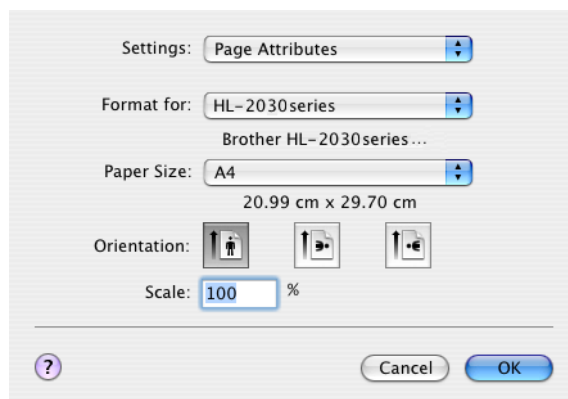 Settings: Page Attributes
Format for: HL-2030series
Brother HL-2030series...
Paper Size: A4
20.99 cm x 29.70 cm
Orientation:
Scale: 100 %
? Cancel OK